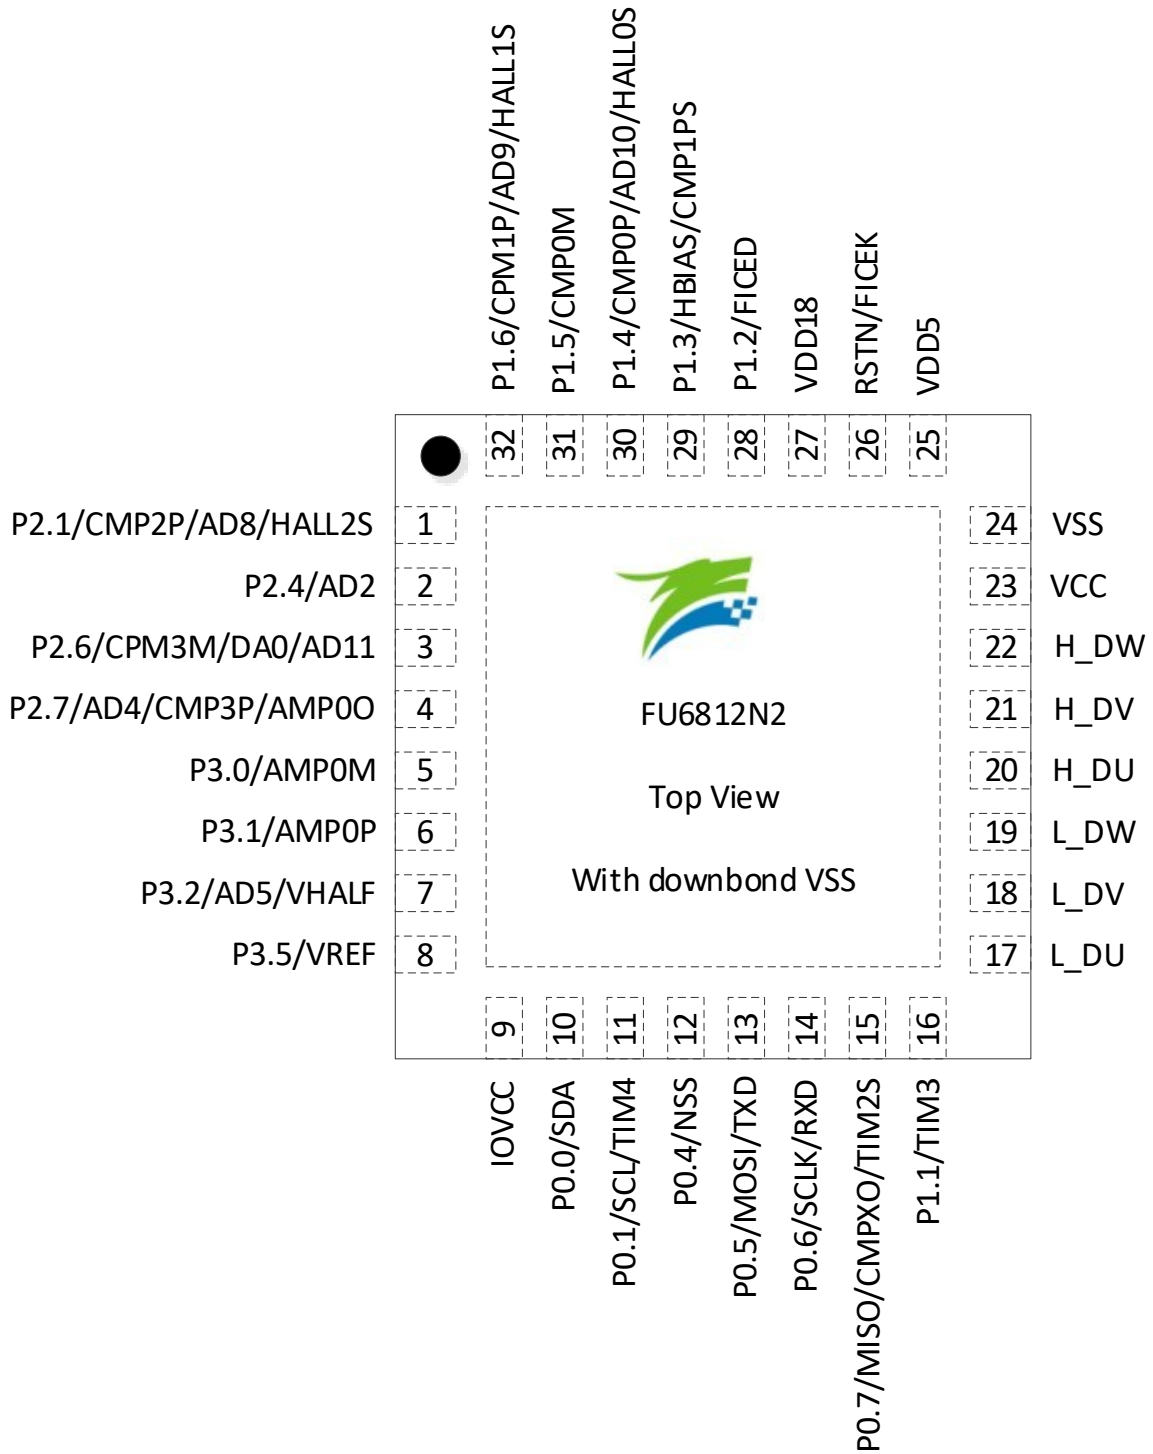 P1.6/CPM1P/AD9/HALL1S
P1.5/CMP0M
P1.4/CMP0P/AD10/HALL0S
P1.3/HBIAS/CMP1PS
P1.2/FICED
VDD18
RSTN/FICEK
VDD5
32
31
30
29
28
27
26
25
P2.1/CMP2P/AD8/HALL2S 1
P2.4/AD2 2
P2.6/CPM3M/DA0/AD11 3
P2.7/AD4/CMP3P/AMP0O 4
P3.0/AMP0M 5
P3.1/AMP0P 6
P3.2/AD5/VHALF 7
P3.5/VREF 8
FU6812N2
Top View
With downbond VSS
24 VSS
23 VCC
22 H_DW
21 H_DV
20 H_DU
19 L_DW
18 L_DV
17 L_DU
9
10
11
12
13
14
15
16
IOVCC
P0.0/SDA
P0.1/SCL/TIM4
P0.4/NSS
P0.5/MOSI/TXD
P0.6/SCLK/RXD
P0.7/MISO/CMPXO/TIM2S
P1.1/TIM3